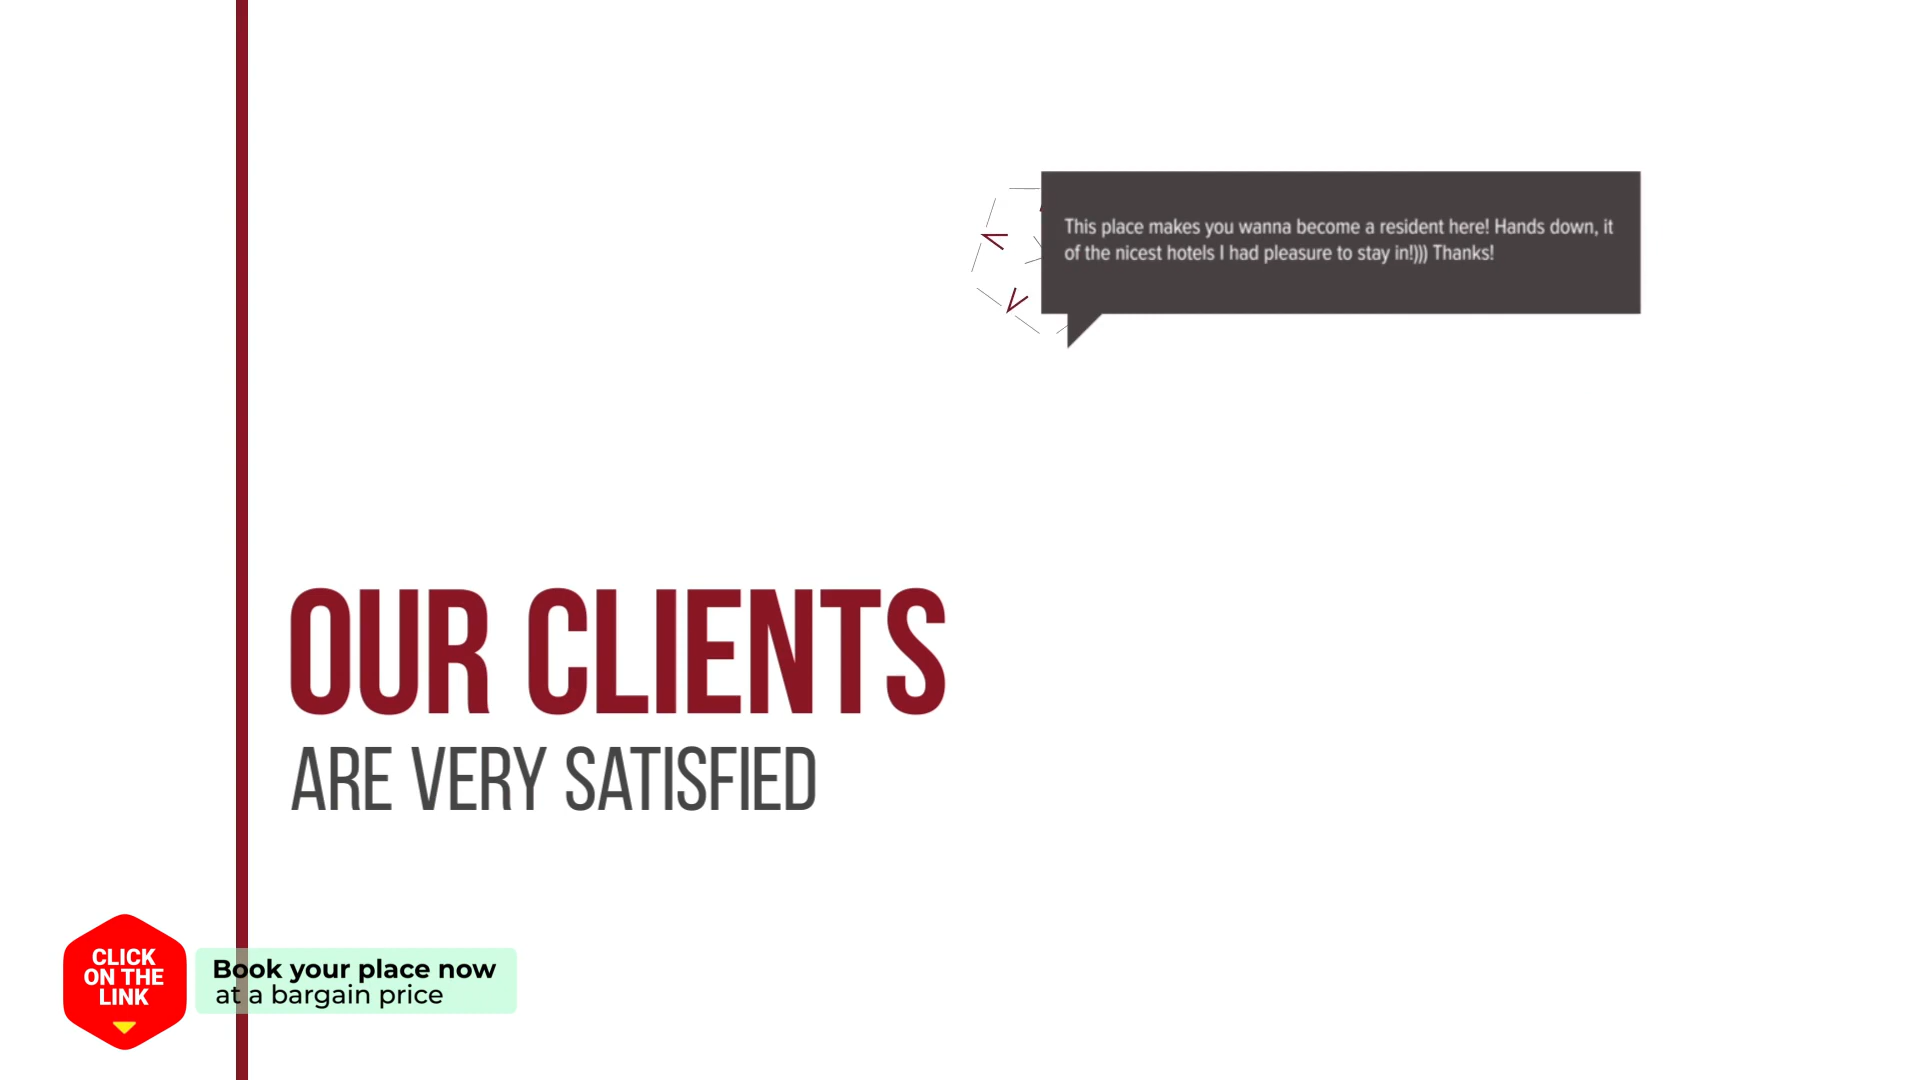 This place makes you wanna become a resident here! Hands down, it
of the nicest hotels I had pleasure to stay in!))) Thanks!
OUR CLIENTS
ARE VERY SATISFIED
CLICK
ON THE
LINK
Book your place now
at a bargain price